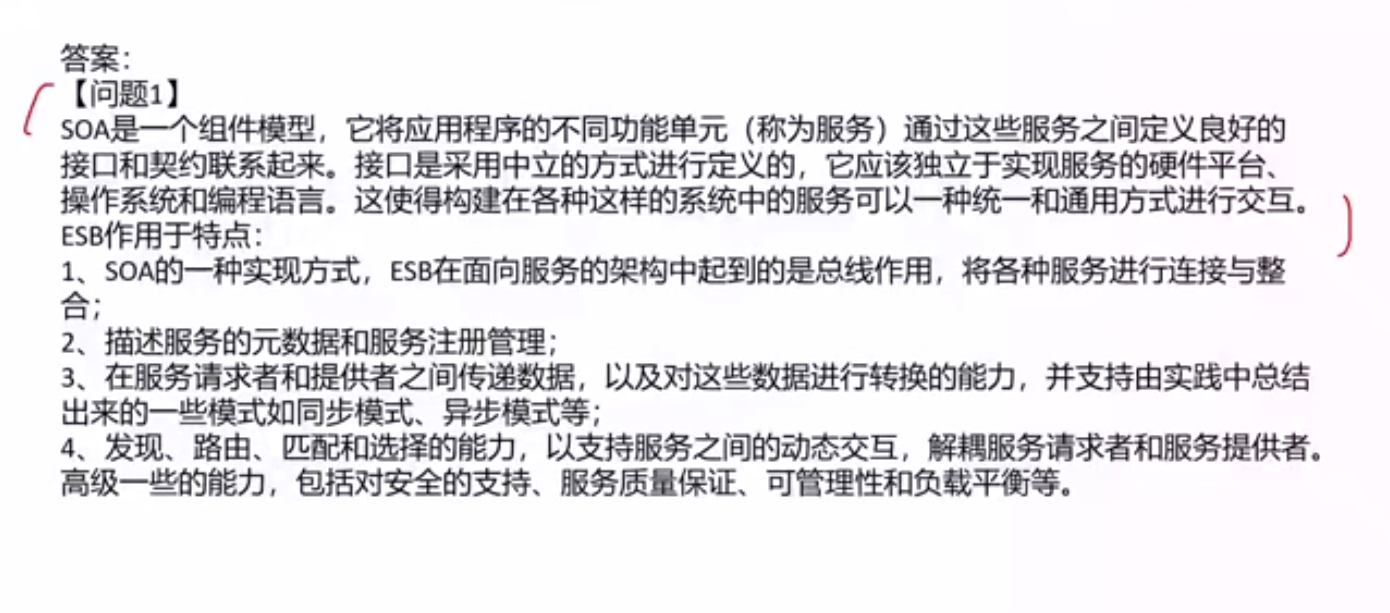 答案：
【问题1】
SOA是一个组件模型，它将应用程序的不同功能单元（称为服务）通过这些服务之间定义良好的
接口和契约联系起来。接口是采用中立的方式进行定义的，它应该独立于实现服务的硬件平台、
操作系统和编程语言。这使得构建在各种这样的系统中的服务可以一种统一和通用方式进行交互。
ESB作用于特点：
1、SOA的一种实现方式，ESB在面向服务的架构中起到的是总线作用，将各种服务进行连接与整
合；
2、描述服务的元数据和服务注册管理；
3、在服务请求者和提供者之间传递数据，以及对这些数据进行转换的能力，并支持由实践中总结
出来的一些模式如同步模式、异步模式等；
4、发现、路由、匹配和选择的能力，以支持服务之间的动态交互，解耦服务请求者和服务提供者。
高级一些的能力，包括对安全的支持、服务质量保证、可管理性和负载平衡等。